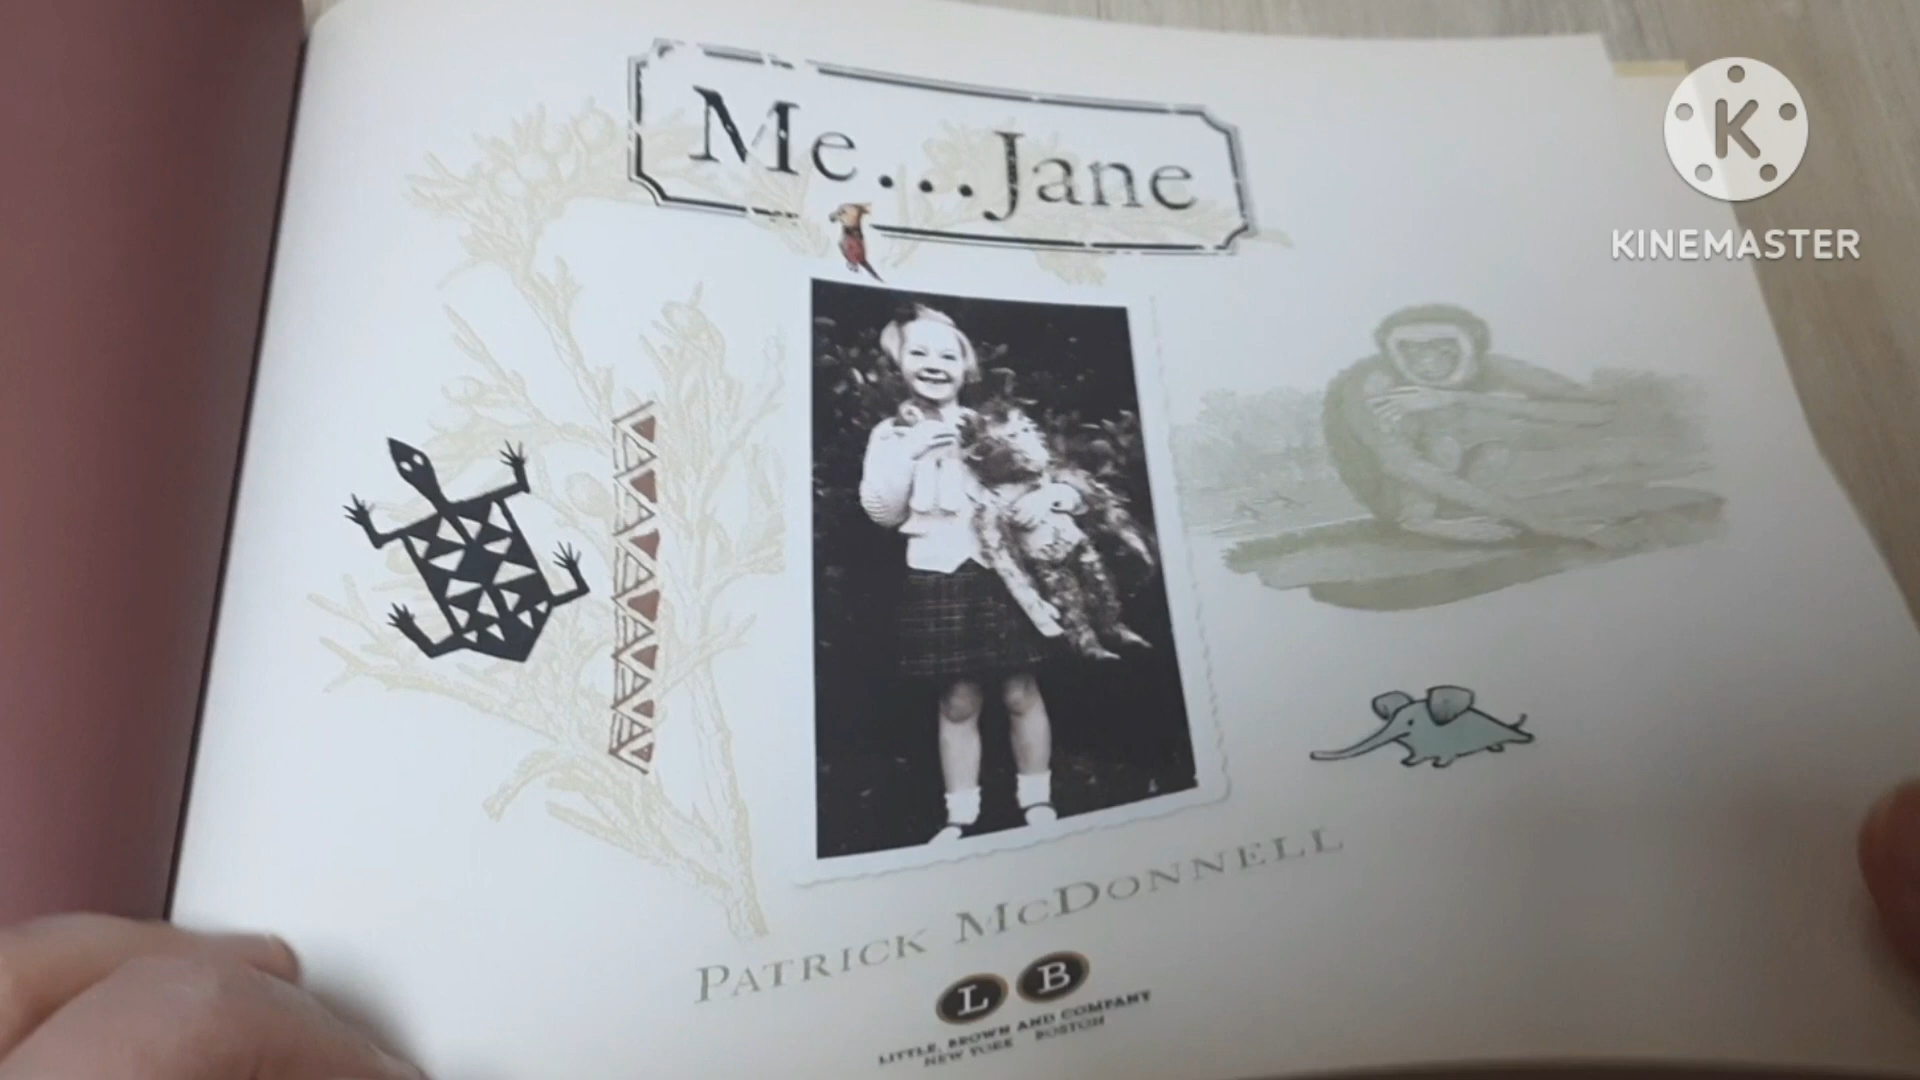 Me...Jane
K
KINEMASTER
PATRICK MCDONNELL
L B
LITTLE, BROWN AND COMPANY
NEW YORK BOSTON